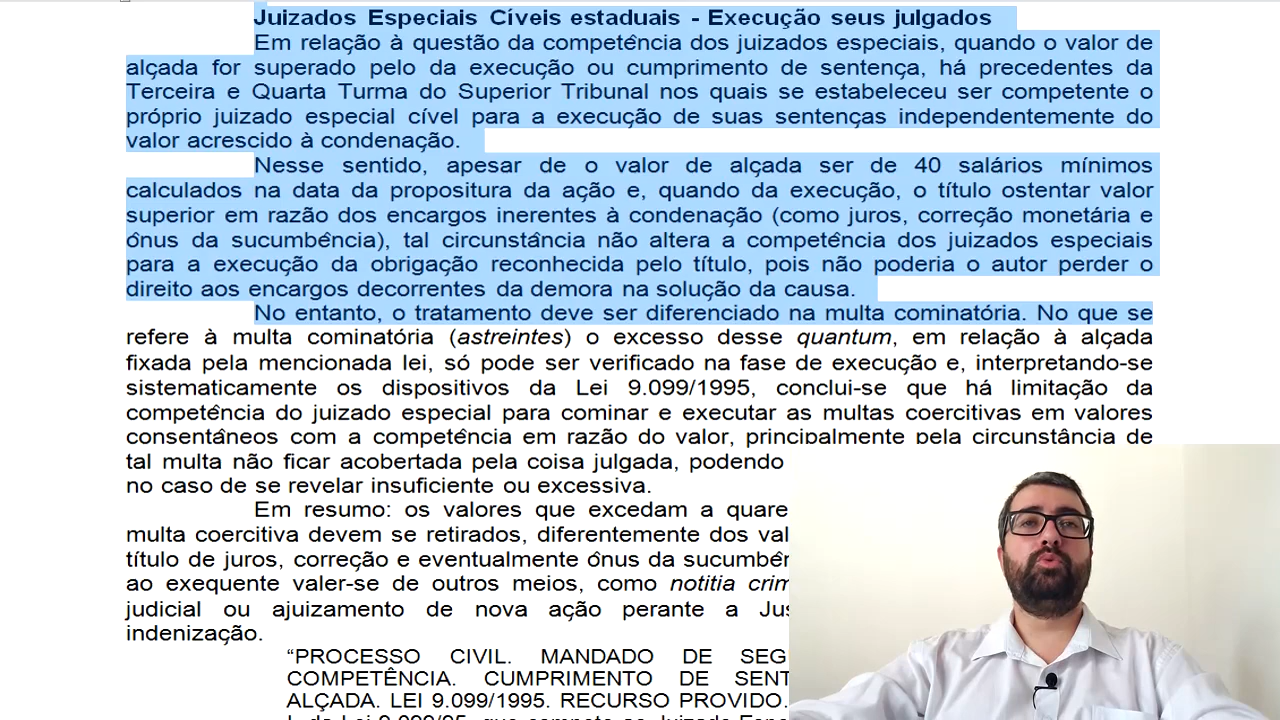 Juizados Especiais Cíveis estaduais - Execução seus julgados
Em relação à questão da competência dos juizados especiais, quando o valor de
alçada for superado pelo da execução ou cumprimento de sentença, há precedentes da
Terceira e Quarta Turma do Superior Tribunal nos quais se estabeleceu ser competente o
próprio juizado especial cível para a execução de suas sentenças independentemente do
valor acrescido à condenação.
Nesse sentido, apesar de o valor de alçada ser de 40 salários mínimos
calculados na data da propositura da ação e, quando da execução, o título ostentar valor
superior em razão dos encargos inerentes à condenação (como juros, correção monetária e
ônus da sucumbência), tal circunstância não altera a competência dos juizados especiais
para a execução da obrigação reconhecida pelo título, pois não poderia o autor perder o
direito aos encargos decorrentes da demora na solução da causa.
No entanto, o tratamento deve ser diferenciado na multa cominatória. No que se
refere à multa cominatória (astreintes) o excesso desse quantum, em relação à alçada
fixada pela mencionada lei, só pode ser verificado na fase de execução e, interpretando-se
sistematicamente os dispositivos da Lei 9.099/1995, conclui-se que há limitação da
competência do juizado especial para cominar e executar as multas coercitivas em valores
consentâneos com a competência em razão do valor, principalmente pela circunstância de
tal multa não ficar acobertada pela coisa julgada, podendo
no caso de se revelar insuficiente ou excessiva.
Em resumo: os valores que excedam a quare
multa coercitiva devem se retirados, diferentemente dos val
título de juros, correção e eventualmente ônus da sucumbên
ao exequente valer-se de outros meios, como notitia crim
judicial ou ajuizamento de nova ação perante a Jus
indenização.
“PROCESSO CIVIL. MANDADO DE SEG
COMPETÊNCIA. CUMPRIMENTO DE SENT
ALÇADA. LEI 9.099/1995. RECURSO PROVIDO.